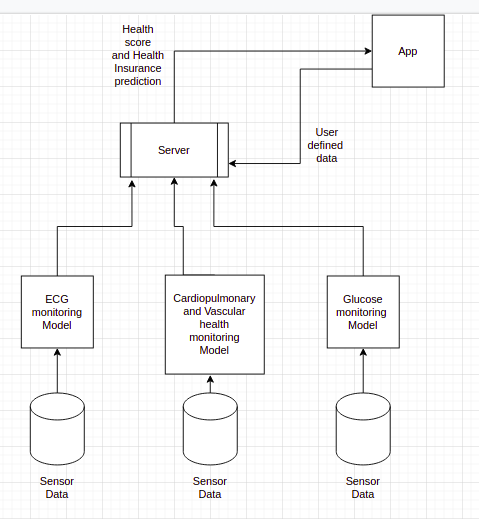 Health
score
and Health
Insurance
prediction
App
Server
User
defined
data
ECG
monitoring
Model
Cardiopulmonary
and Vascular
health
monitoring
Model
Glucose
monitoring
Model
Sensor
Data
Sensor
Data
Sensor
Data